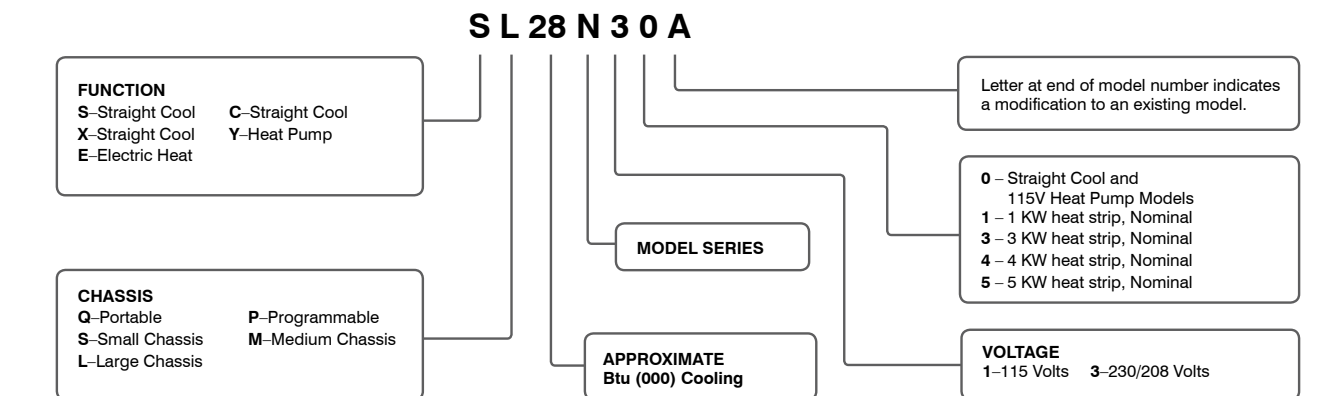 S L 28 N 3 0 A
FUNCTION
S–Straight Cool C–Straight Cool
X–Straight Cool Y–Heat Pump
E–Electric Heat
CHASSIS
Q–Portable P–Programmable
S–Small Chassis M–Medium Chassis
L–Large Chassis
MODEL SERIES
APPROXIMATE
Btu (000) Cooling
Letter at end of model number indicates
a modification to an existing model.
0 – Straight Cool and
115V Heat Pump Models
1 – 1 KW heat strip, Nominal
3 – 3 KW heat strip, Nominal
4 – 4 KW heat strip, Nominal
5 – 5 KW heat strip, Nominal
VOLTAGE
1–115 Volts 3–230/208 Volts